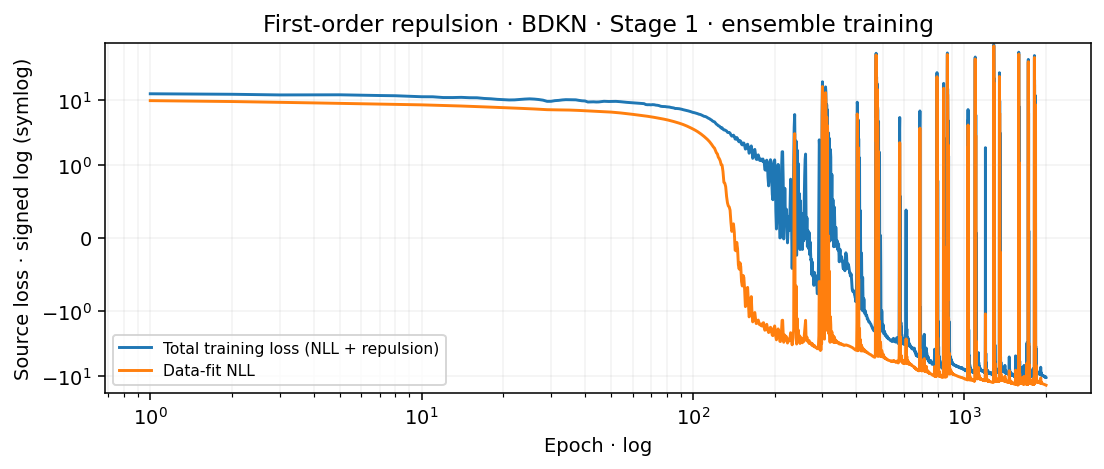 First-order repulsion · BDKN · Stage 1 · ensemble training
Source loss · signed log (symlog)
10¹
10⁰
0
−10⁰
−10¹
Total training loss (NLL + repulsion)
Data-fit NLL
10⁰
10¹
10²
10³
Epoch · log